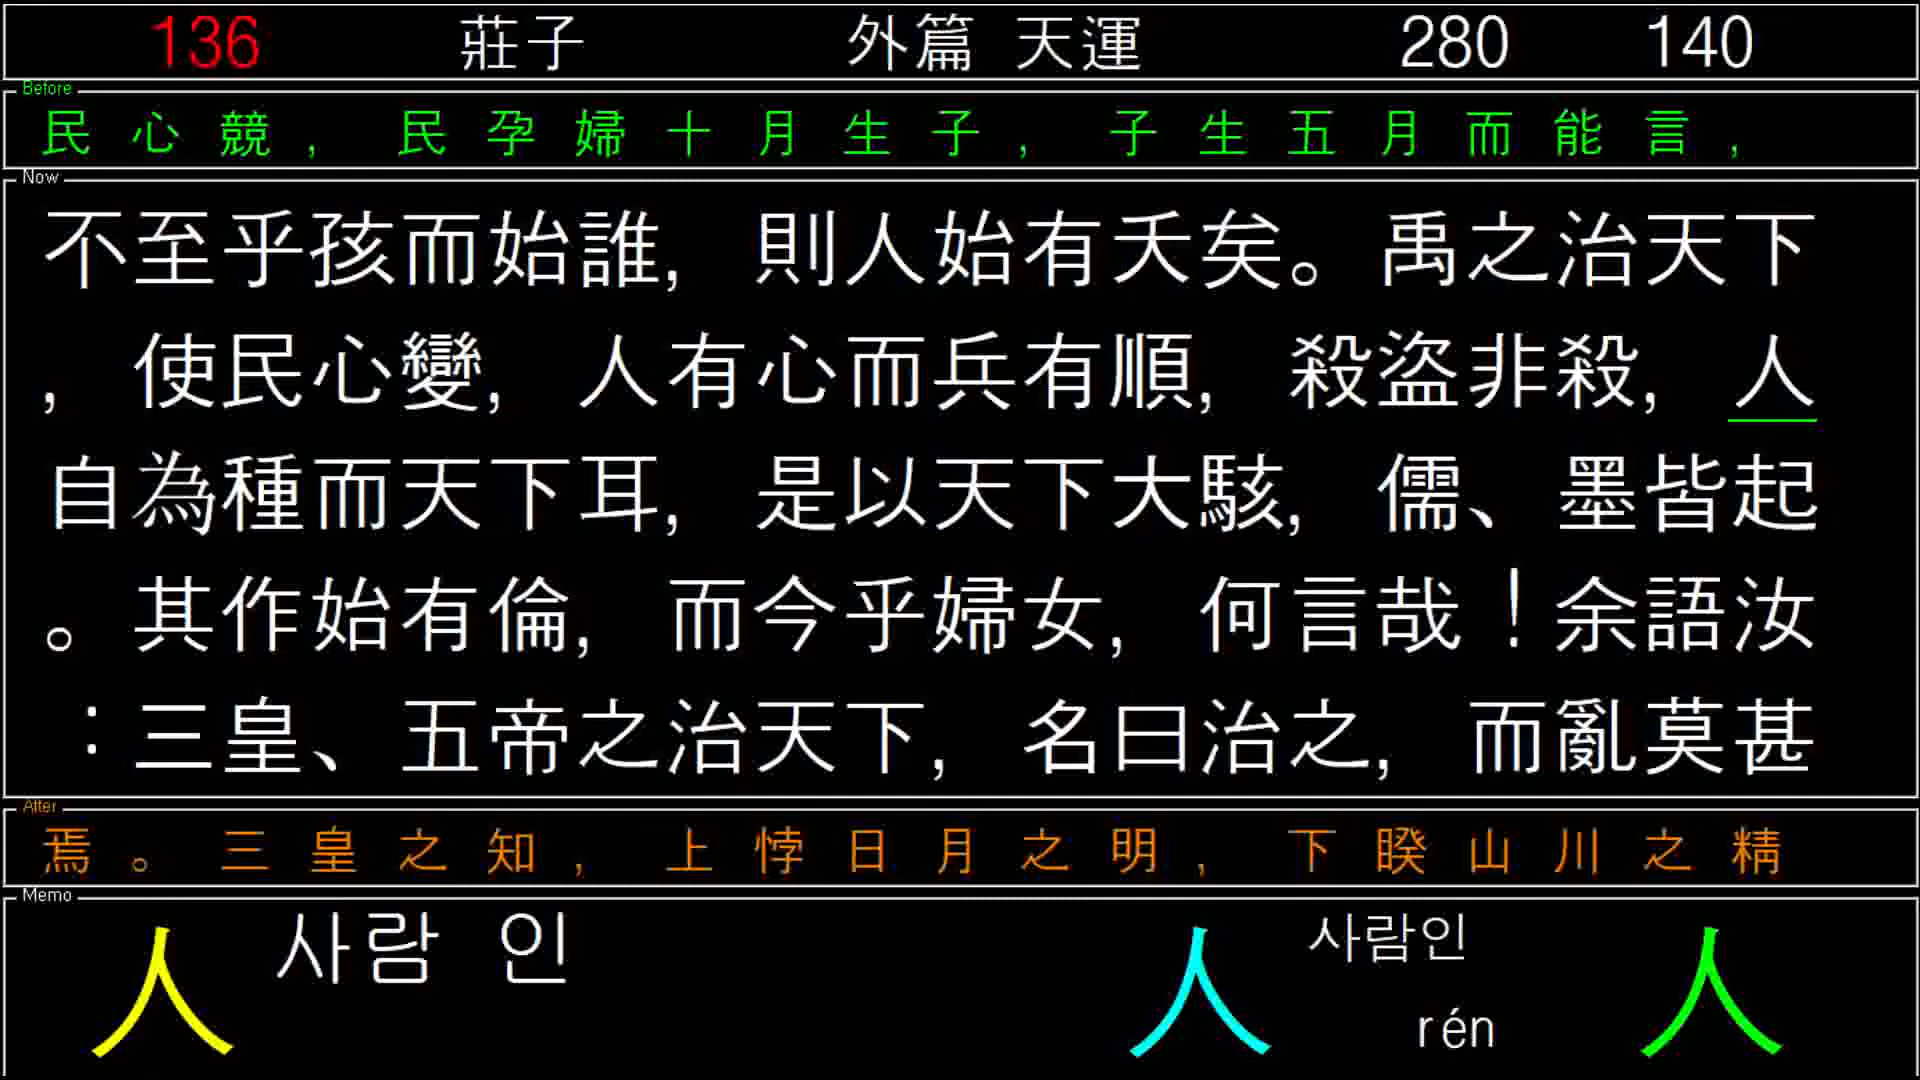 136 莊子 外篇 天運 280 140
Before
民心競, 民孕婦十月生子, 子生五月而能言,
Now
不至乎孩而始誰, 則人始有夭矣。禹之治天下
, 使民心變, 人有心而兵有順, 殺盜非殺, 人
自為種而天下耳, 是以天下大駭, 儒、墨皆起
。其作始有倫, 而今乎婦女, 何言哉！余語汝
：三皇、五帝之治天下, 名曰治之, 而亂莫甚
After
焉。三皇之知, 上悖日月之明, 下睽山川之精
Memo
人 사람 인 人 사람인 rén 人